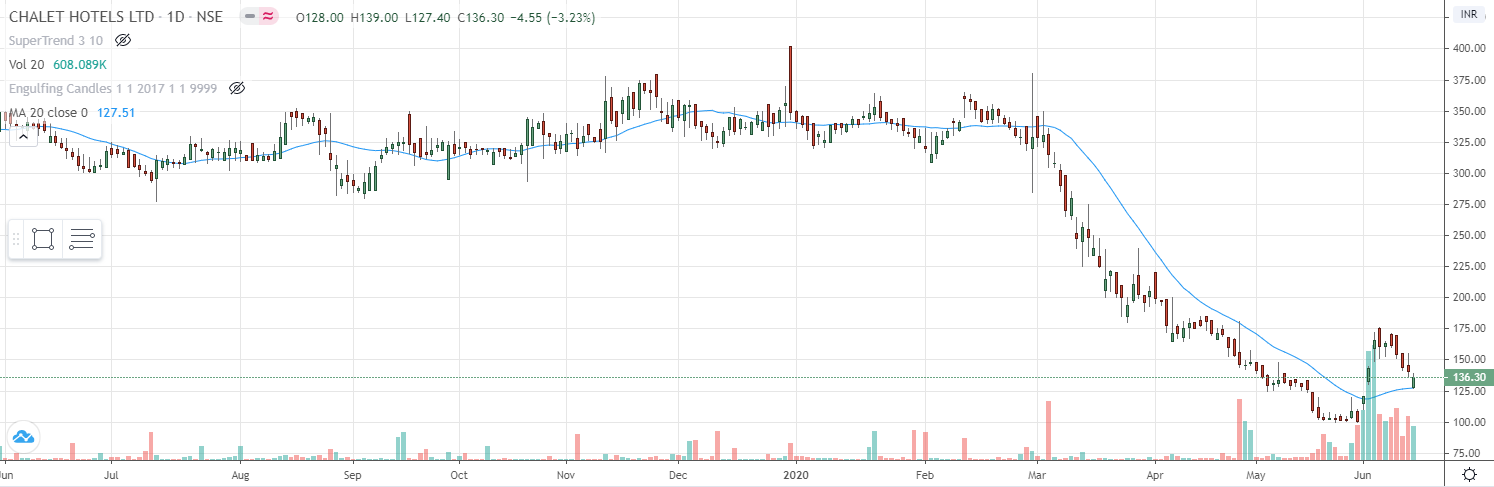 CHALET HOTELS LTD · 1D · NSE O128.00 H139.00 L127.40 C136.30 −4.55 (−3.23%) INR
SuperTrend 3 10
Vol 20 608.089K
Engulfing Candles 1 1 2017 1 1 9999
MA 20 close 0 127.51
400.00
375.00
350.00
325.00
300.00
275.00
250.00
225.00
200.00
175.00
150.00
136.30
125.00
100.00
75.00
Jun Jul Aug Sep Oct Nov Dec 2020 Feb Mar Apr May Jun